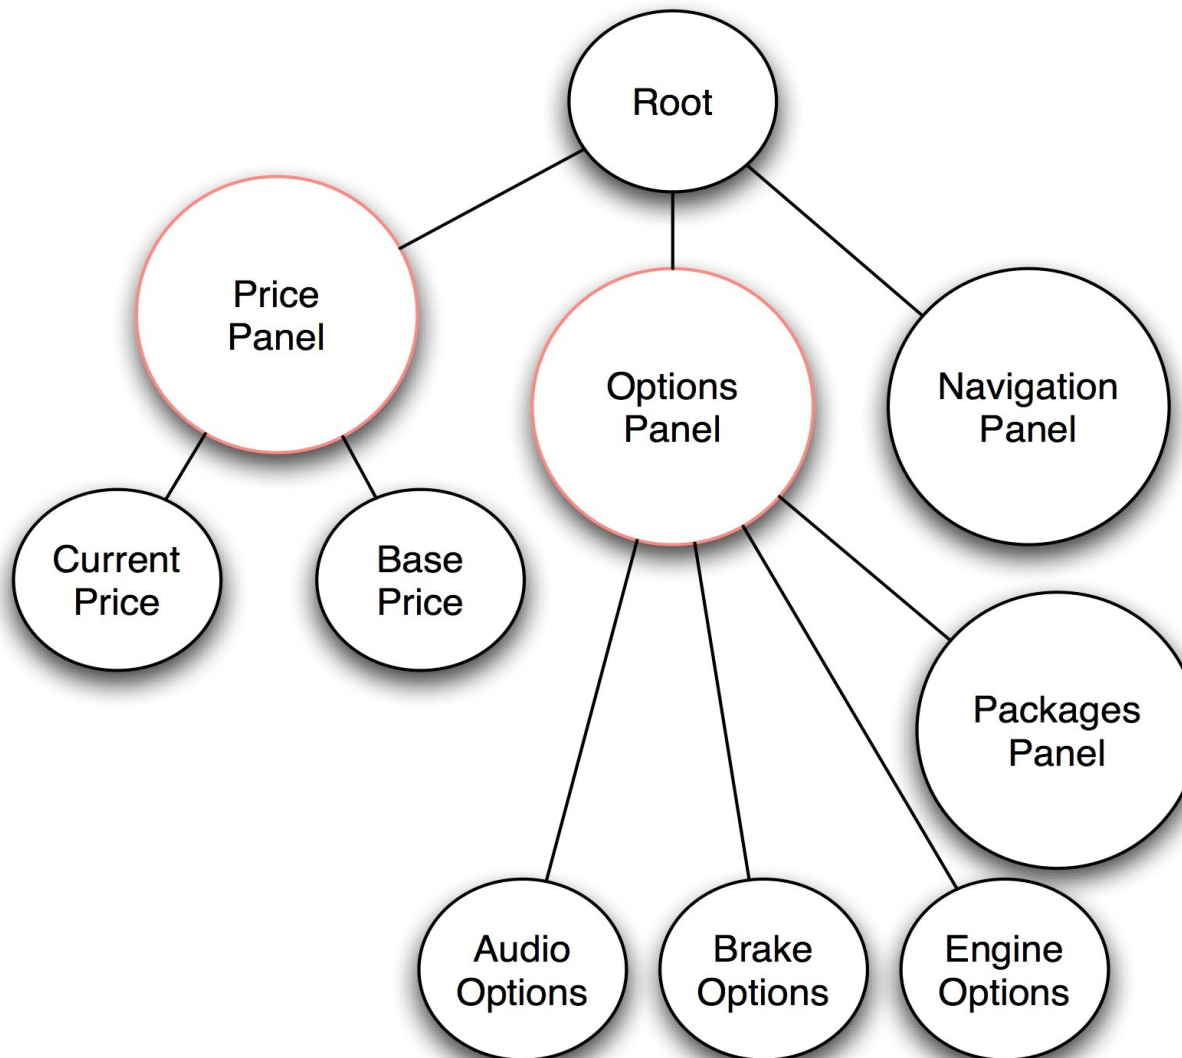 Root
Price
Panel
Options
Panel
Navigation
Panel
Current
Price
Base
Price
Packages
Panel
Audio
Options
Brake
Options
Engine
Options